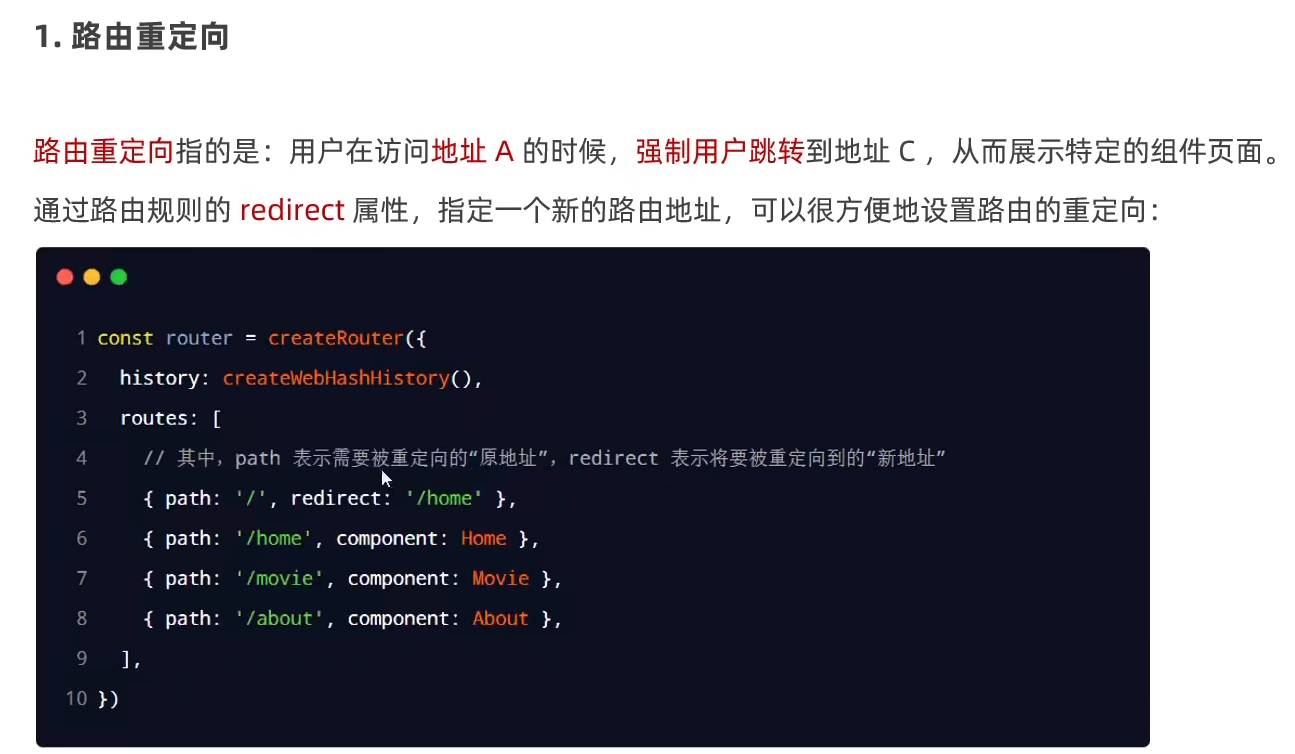 1. 路由重定向
路由重定向指的是：用户在访问地址 A 的时候，强制用户跳转到地址 C ，从而展示特定的组件页面。
通过路由规则的 redirect 属性，指定一个新的路由地址，可以很方便地设置路由的重定向：
1 const router = createRouter({
2   history: createWebHashHistory(),
3   routes: [
4     // 其中，path 表示需要被重定向的“原地址”，redirect 表示将要被重定向到的“新地址”
5     { path: '/', redirect: '/home' },
6     { path: '/home', component: Home },
7     { path: '/movie', component: Movie },
8     { path: '/about', component: About },
9   ],
10 })